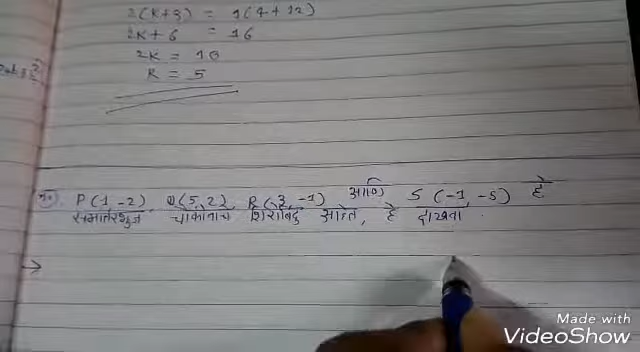 2(K+3) = 1(4+12)
2K+6 = 16
2K = 10
K = 5
P(1,-2), Q(5,2), R(3,-1) आणि S(-1,-5) हे
समांतरभुज चौकोनाचे शिरोबिंदु आहेत, हे दाखवा.
→
Made with
VideoShow